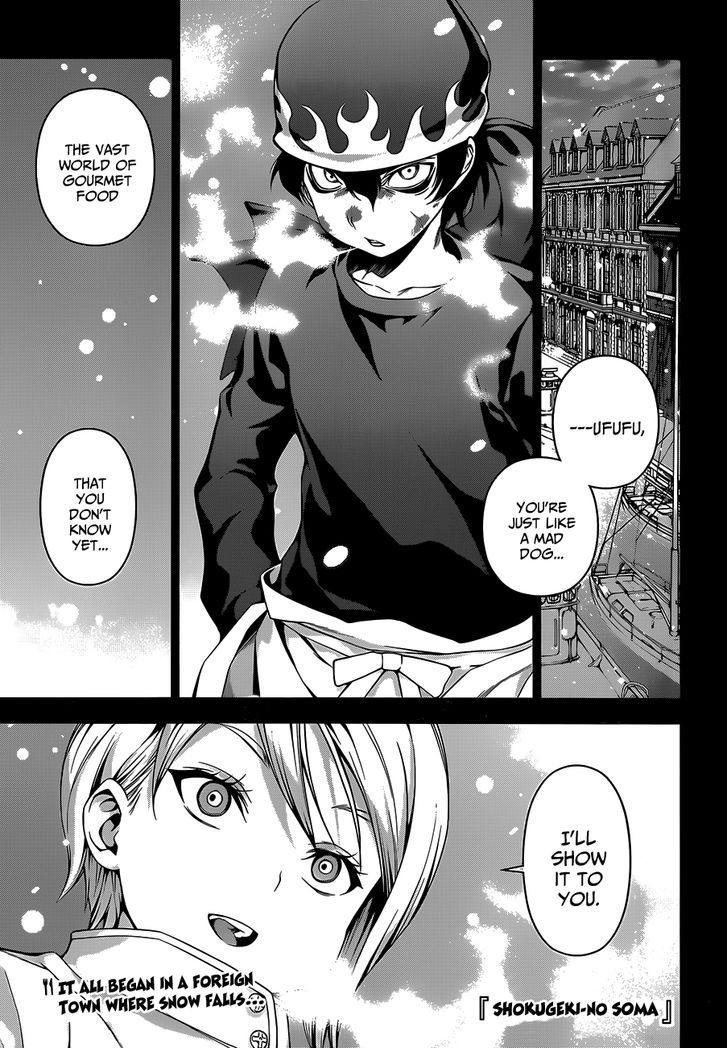 ---UFUFU,
YOU'RE
JUST LIKE
A MAD
DOG...
THE VAST
WORLD OF
GOURMET
FOOD
THAT
YOU
DON'T
KNOW
YET...
I'LL
SHOW
IT TO
YOU.
IT ALL BEGAN IN A FOREIGN
TOWN WHERE SNOW FALLS...
『SHOKUGEKI-NO SOMA』